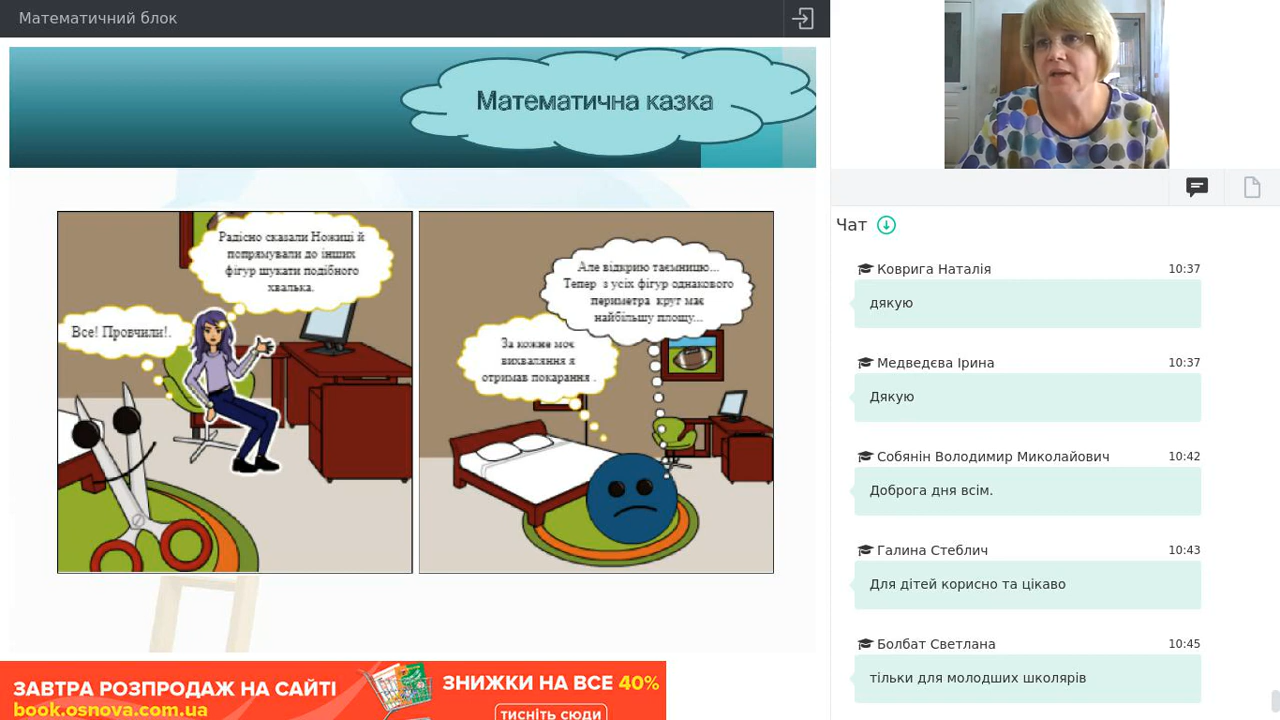 Математичний блок
Математична казка
Радісно сказали Ножиці й
попрямували до інших
фігур шукати подібного
хвалька.
Все! Провчили!.
Але відкрию таємницю...
Тепер з усіх фігур однакового
периметра круг має
найбільшу площу...
За кожне моє
вихваляння я
отримав покарання .
ЗАВТРА РОЗПРОДАЖ НА САЙТІ
book.osnova.com.ua
ЗНИЖКИ НА ВСЕ 40%
тисніть сюди
Чат
Коврига Наталія 10:37
дякую
Медведєва Ірина 10:37
Дякую
Собянін Володимир Миколайович 10:42
Доброга дня всім.
Галина Стеблич 10:43
Для дітей корисно та цікаво
Болбат Светлана 10:45
тільки для молодших школярів